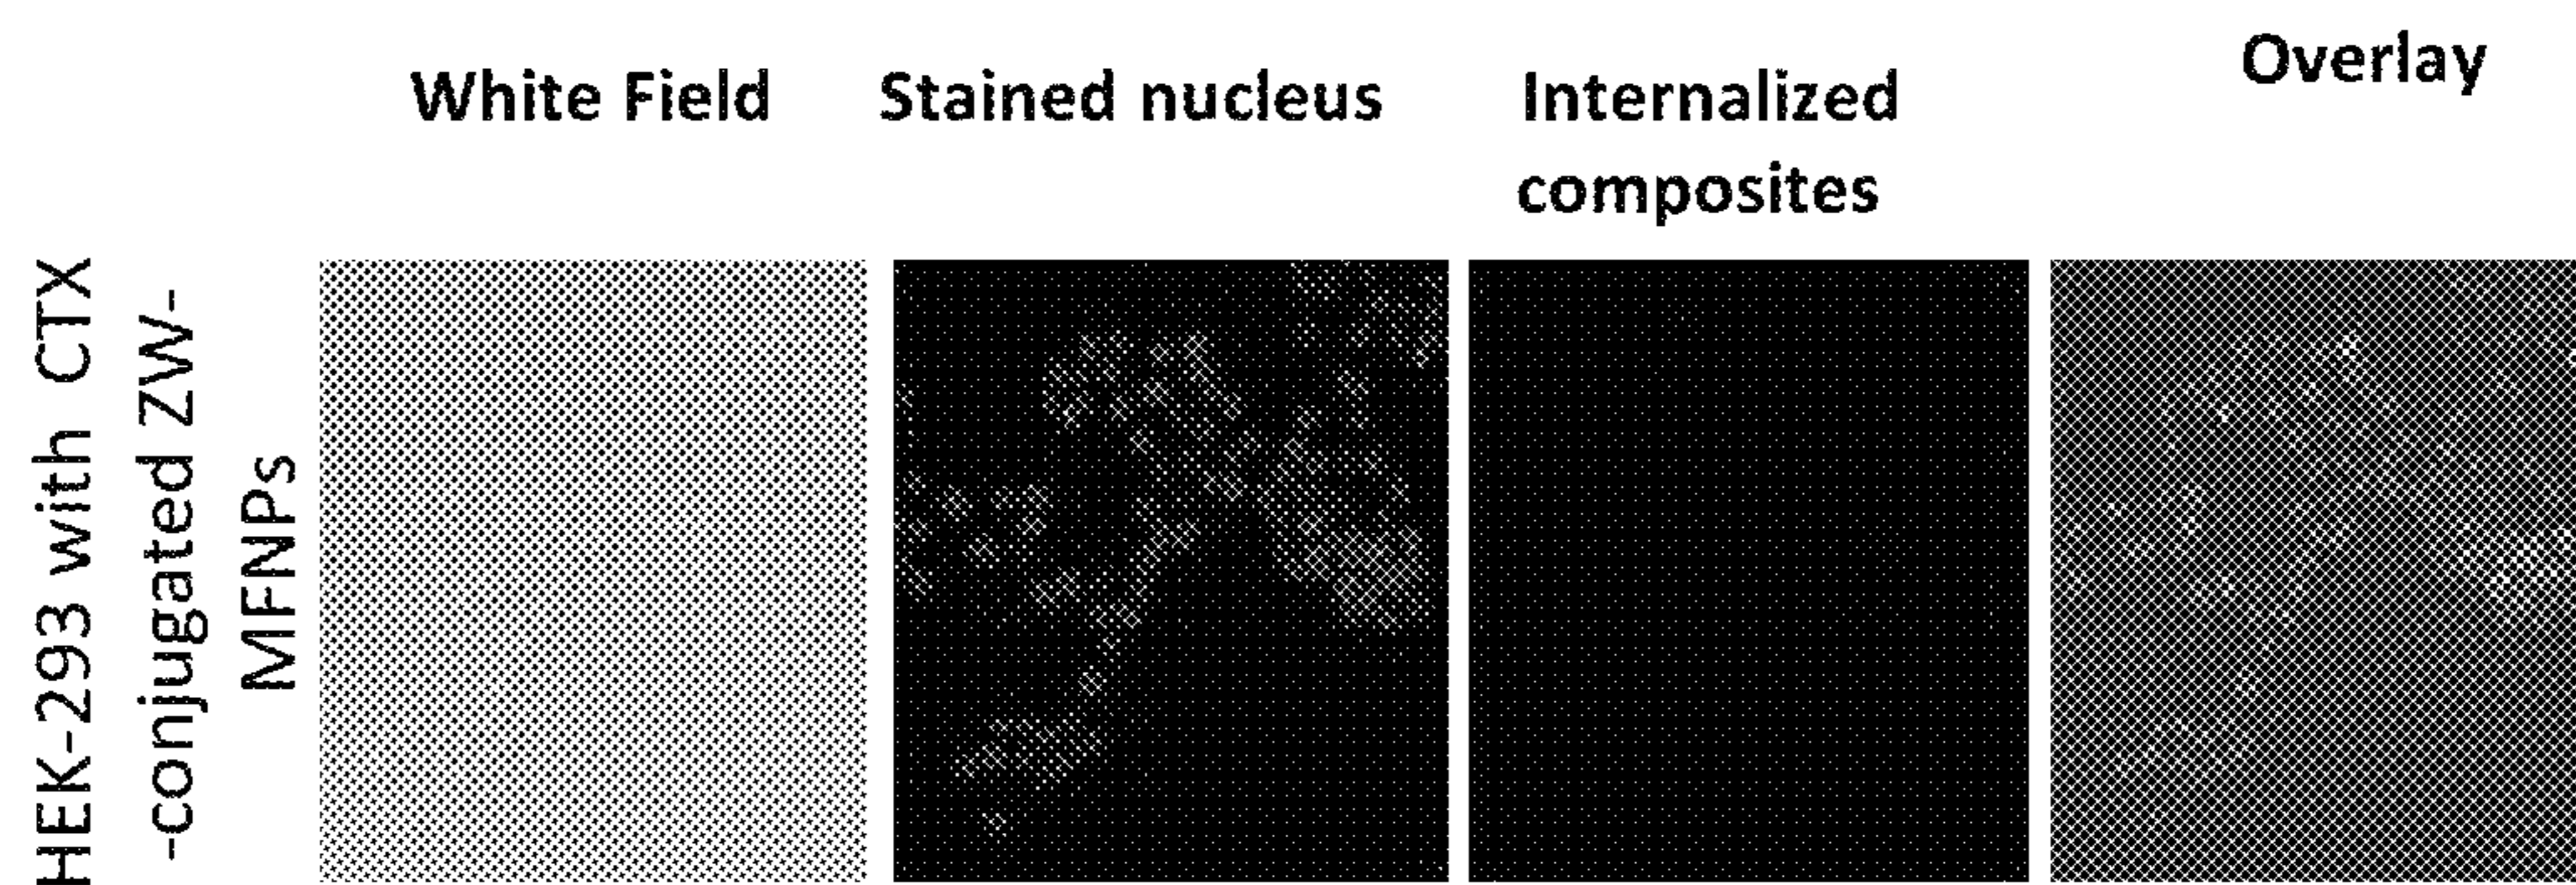 White Field
Stained nucleus
Internalized
composites
Overlay
HEK-293 with CTX
-conjugated ZW-
MFNPs